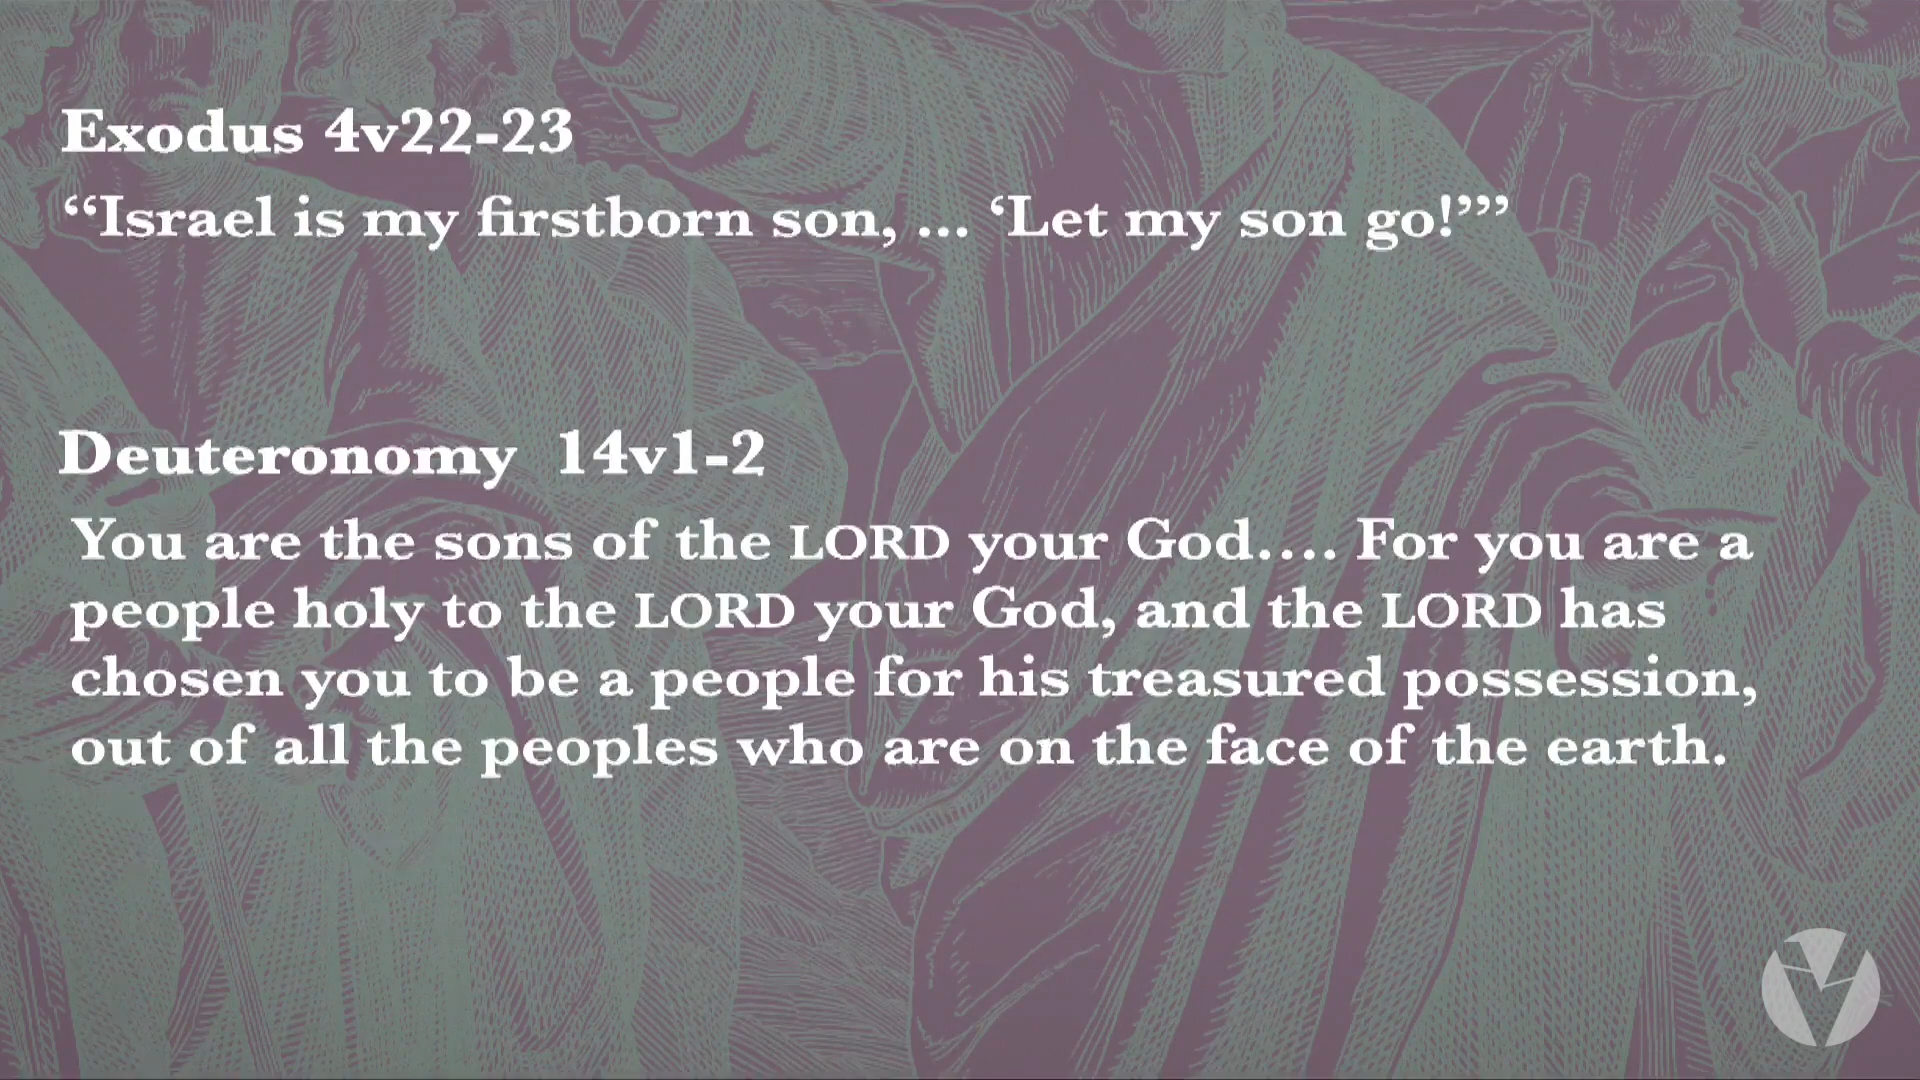 Exodus 4v22-23
“Israel is my firstborn son, ... ‘Let my son go!’”
Deuteronomy 14v1-2
You are the sons of the LORD your God.... For you are a
people holy to the LORD your God, and the LORD has
chosen you to be a people for his treasured possession,
out of all the peoples who are on the face of the earth.